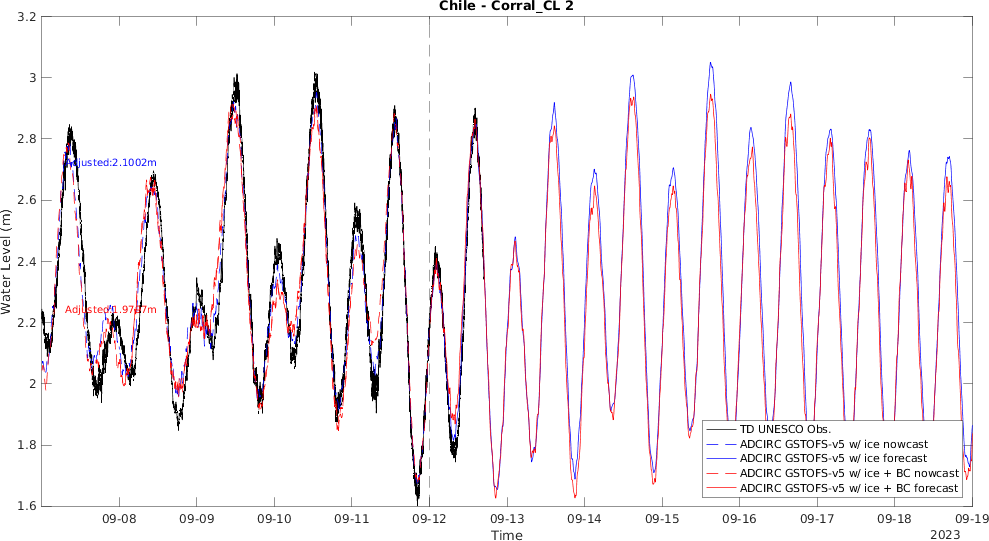 Chile - Corral_CL 2
3.2
3
2.8
2.6
2.4
2.2
2
1.8
1.6
Water Level (m)
Adjusted:2.1002m
TD UNESCO Obs.
ADCIRC GSTOFS-v5 w/ ice nowcast
ADCIRC GSTOFS-v5 w/ ice forecast
ADCIRC GSTOFS-v5 w/ ice + BC nowcast
ADCIRC GSTOFS-v5 w/ ice + BC forecast
09-08
09-09
09-10
09-11
09-12
09-13
09-14
09-15
09-16
09-17
09-18
09-19
Time
2023